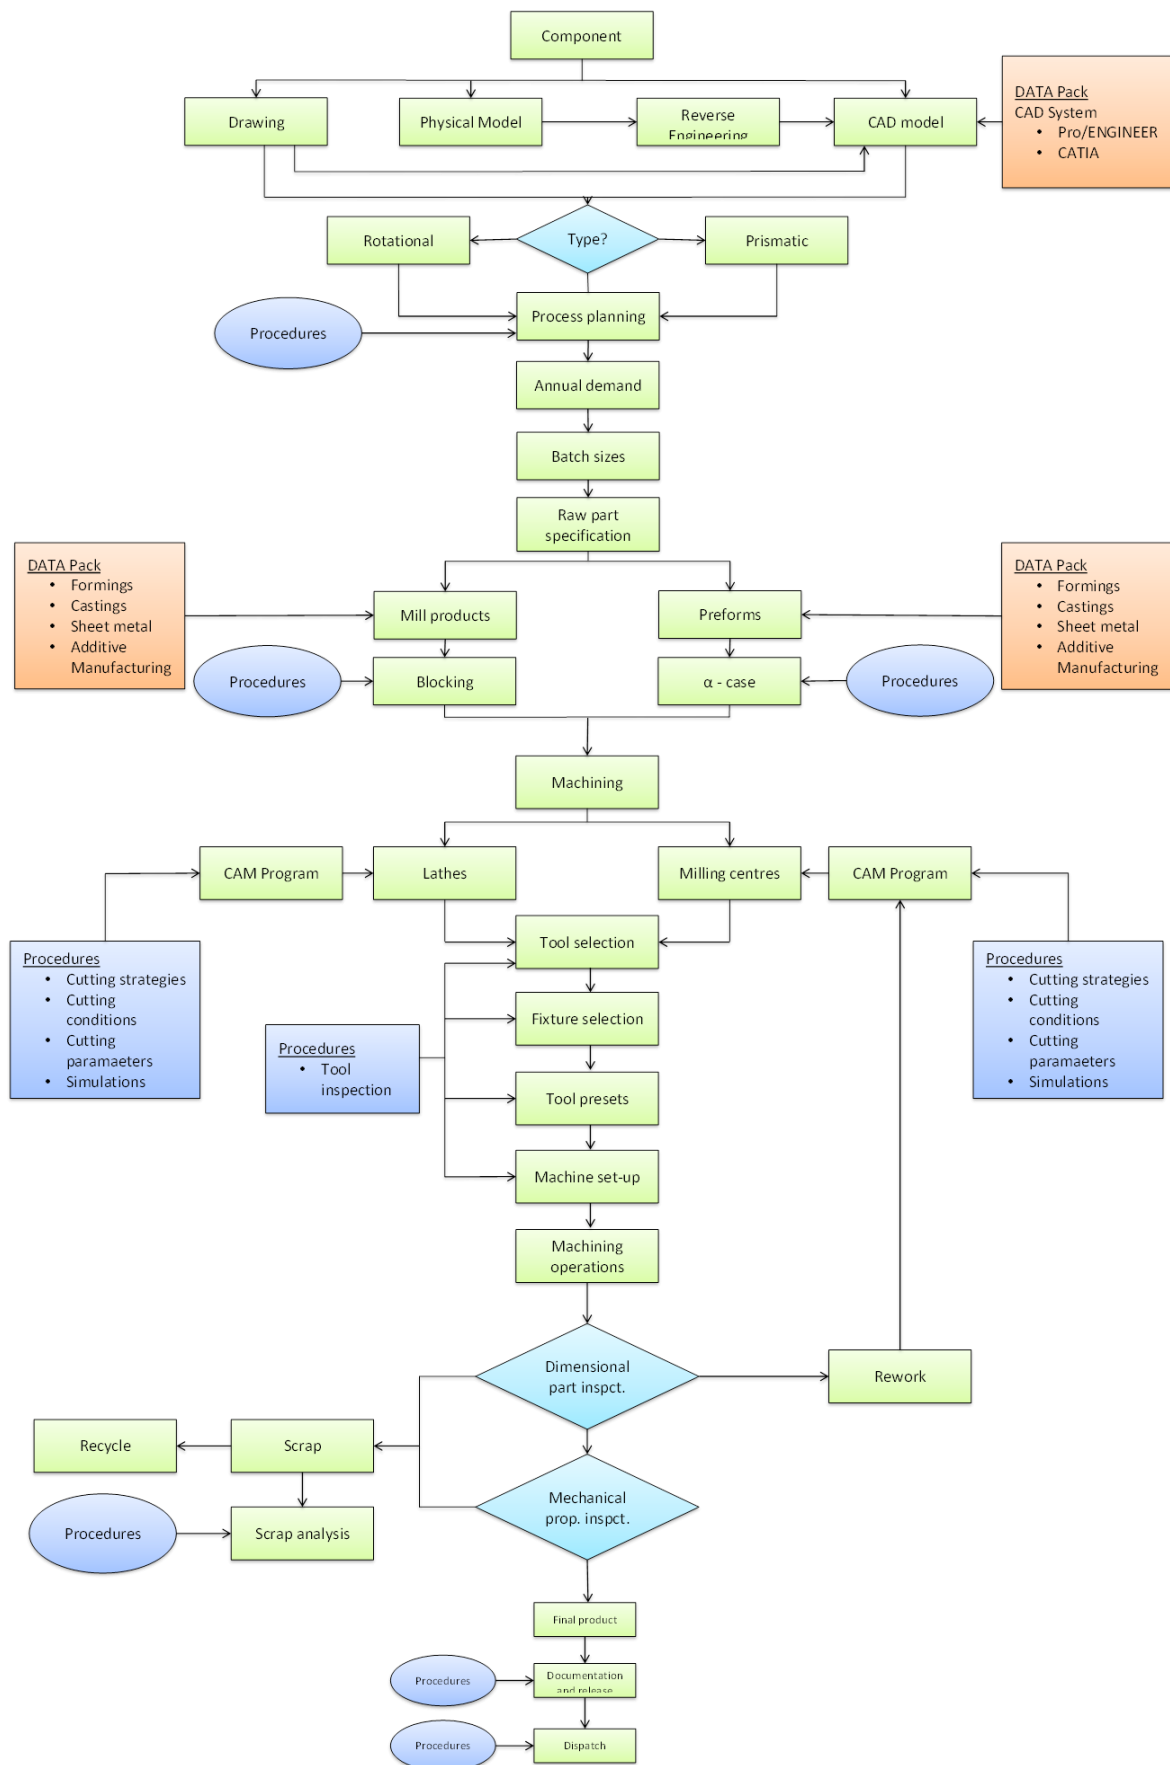 Component
Drawing
Physical Model
Reverse
Engineering
CAD model
DATA Pack
CAD System
• Pro/ENGINEER
• CATIA
Rotational
Type?
Prismatic
Process planning
Procedures
Annual demand
Batch sizes
Raw part
specification
DATA Pack
• Formings
• Castings
• Sheet metal
• Additive
Manufacturing
Mill products
Preforms
DATA Pack
• Formings
• Castings
• Sheet metal
• Additive
Manufacturing
Procedures
Blocking
α - case
Procedures
Machining
CAM Program
Lathes
Milling centres
CAM Program
Tool selection
Procedures
• Cutting strategies
• Cutting
conditions
• Cutting
paramaeters
• Simulations
Procedures
• Cutting strategies
• Cutting
conditions
• Cutting
paramaeters
• Simulations
Fixture selection
Procedures
• Tool
inspection
Tool presets
Machine set-up
Machining
operations
Dimensional
part inspct.
Rework
Recycle
Scrap
Mechanical
prop. inspct.
Procedures
Scrap analysis
Final product
Procedures
Documentation
and release
Procedures
Dispatch